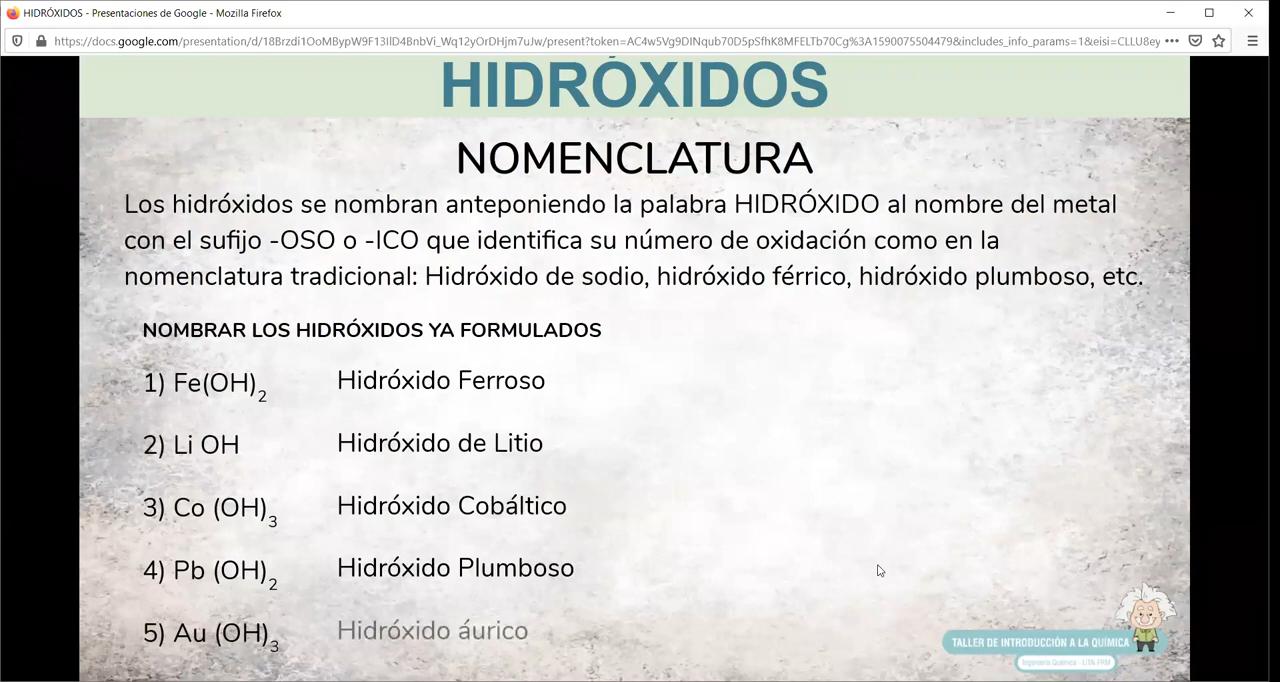 HIDRÓXIDOS - Presentaciones de Google - Mozilla Firefox
https://docs.google.com/presentation/d/18Brzdi1OoMBypW9F13IlD4BnbVi_Wq12yOrDHjm7uJw/present?token=AC4w5Vg9DINqub70D5pSfhK8MFELTb70Cg%3A1590075504479&includes_info_params=1&eisi=CLLU8ey
HIDRÓXIDOS
NOMENCLATURA
Los hidróxidos se nombran anteponiendo la palabra HIDRÓXIDO al nombre del metal
con el sufijo -OSO o -ICO que identifica su número de oxidación como en la
nomenclatura tradicional: Hidróxido de sodio, hidróxido férrico, hidróxido plumboso, etc.
NOMBRAR LOS HIDRÓXIDOS YA FORMULADOS
1) Fe(OH)2 Hidróxido Ferroso
2) Li OH Hidróxido de Litio
3) Co (OH)3 Hidróxido Cobáltico
4) Pb (OH)2 Hidróxido Plumboso
5) Au (OH)3 Hidróxido áurico
TALLER DE INTRODUCCIÓN A LA QUÍMICA
Ingeniería Química - UTN FRM